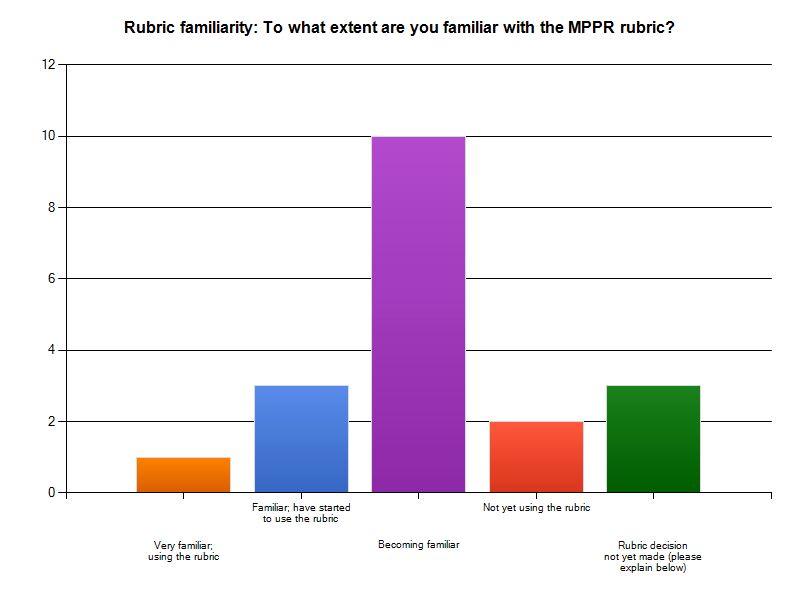 Rubric familiarity: To what extent are you familiar with the MPPR rubric?
12
10
8
6
4
2
0
Very familiar;
using the rubric
Familiar; have started
to use the rubric
Becoming familiar
Not yet using the rubric
Rubric decision
not yet made (please
explain below)